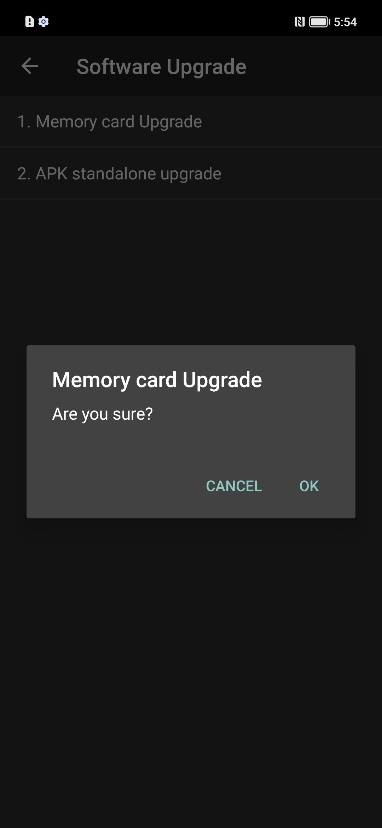 5:54
Software Upgrade
1. Memory card Upgrade
2. APK standalone upgrade
Memory card Upgrade
Are you sure?
CANCEL OK